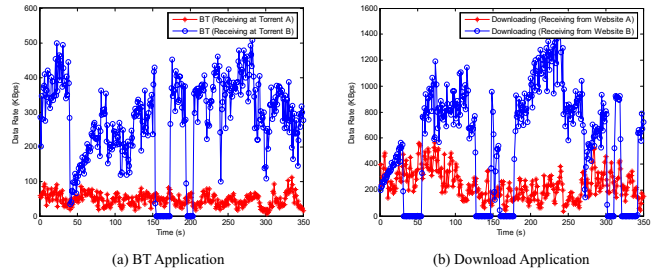 BT (Receiving at Torrent A)
BT (Receiving at Torrent B)
Data Rate (KBps)
600
500
400
300
200
100
0
0 50 100 150 200 250 300 350
Time (s)
(a) BT Application
Downloading (Receiving from Website A)
Downloading (Receiving from Website B)
Data Rate (KBps)
1400
1200
1000
800
600
400
200
0
0 50 100 150 200 250 300 350
Time (s)
(b) Download Application